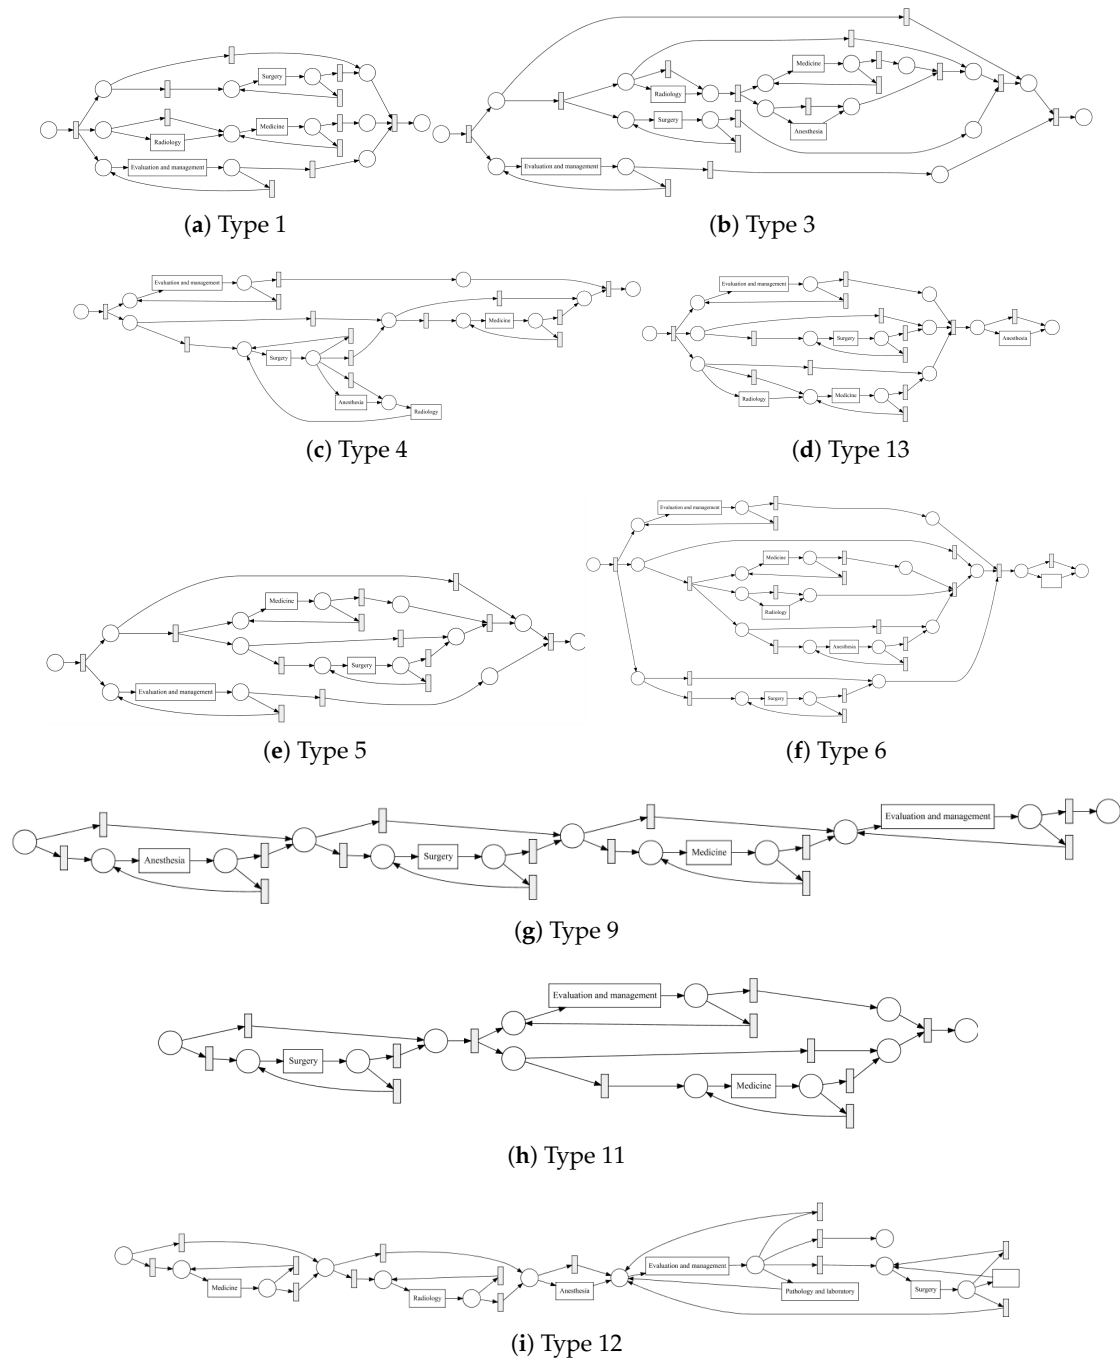 Surgery
Medicine
Radiology
Evaluation and management
(a) Type 1
Medicine
Radiology
Surgery
Anesthesia
Evaluation and management
(b) Type 3
Evaluation and management
Medicine
Surgery
Anesthesia
Radiology
(c) Type 4
Evaluation and management
Surgery
Anesthesia
Radiology
Medicine
(d) Type 13
Medicine
Surgery
Evaluation and management
(e) Type 5
Evaluation and management
Medicine
Radiology
Anesthesia
Surgery
(f) Type 6
Evaluation and management
Anesthesia
Surgery
Medicine
(g) Type 9
Evaluation and management
Surgery
Medicine
(h) Type 11
Evaluation and management
Medicine
Radiology
Anesthesia
Pathology and laboratory
Surgery
(i) Type 12